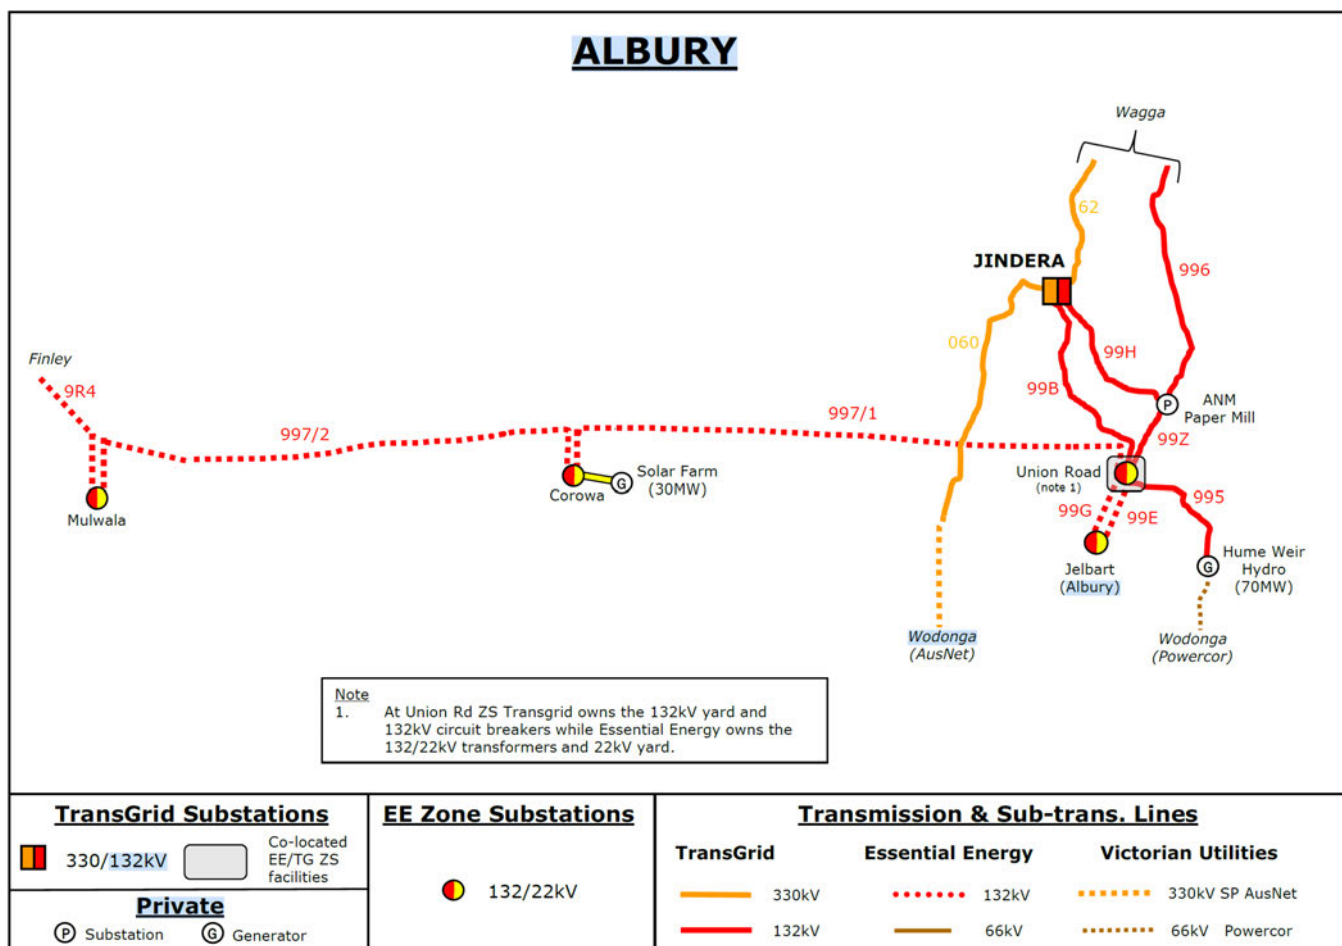 ALBURY
Wagga
62
JINDERA
996
060
99H
Finley
99B
9R4
997/1
ANM
Paper Mill
P
997/2
99Z
Solar Farm
(30MW)
G
Union Road
(note 1)
Corowa
995
Mulwala
99G
99E
Hume Weir
Hydro
(70MW)
G
Jelbart
(Albury)
Wodonga
(AusNet)
Wodonga
(Powercor)
Note
1. At Union Rd ZS Transgrid owns the 132kV yard and
132kV circuit breakers while Essential Energy owns the
132/22kV transformers and 22kV yard.
TransGrid Substations
330/132kV
Co-located
EE/TG ZS
facilities
Private
P Substation
G Generator
EE Zone Substations
132/22kV
Transmission & Sub-trans. Lines
TransGrid
Essential Energy
Victorian Utilities
330kV
132kV
330kV SP AusNet
132kV
66kV
66kV Powercor